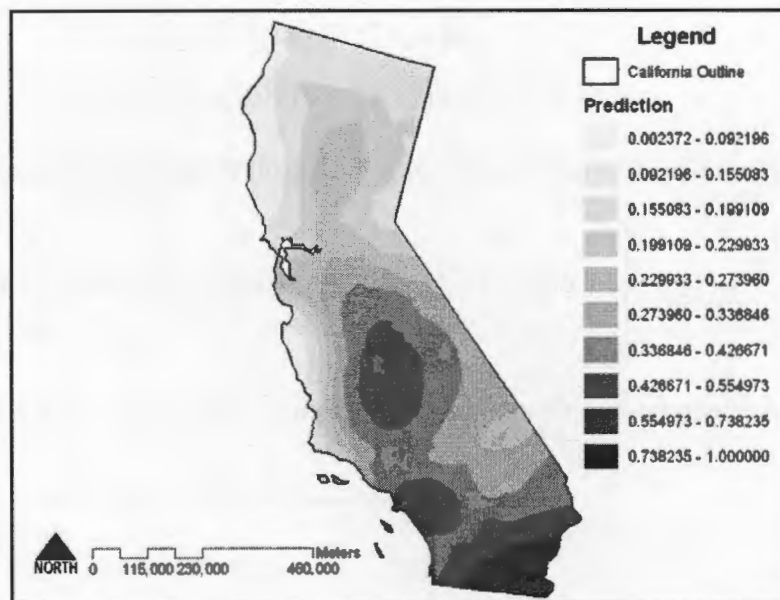 Legend
California Outline
Prediction
0.002372 - 0.092196
0.092196 - 0.155083
0.155083 - 0.199109
0.199109 - 0.229933
0.229933 - 0.273960
0.273960 - 0.336846
0.336846 - 0.426671
0.426671 - 0.554973
0.554973 - 0.738235
0.738235 - 1.000000
Meters
NORTH 0 115,000 230,000 460,000